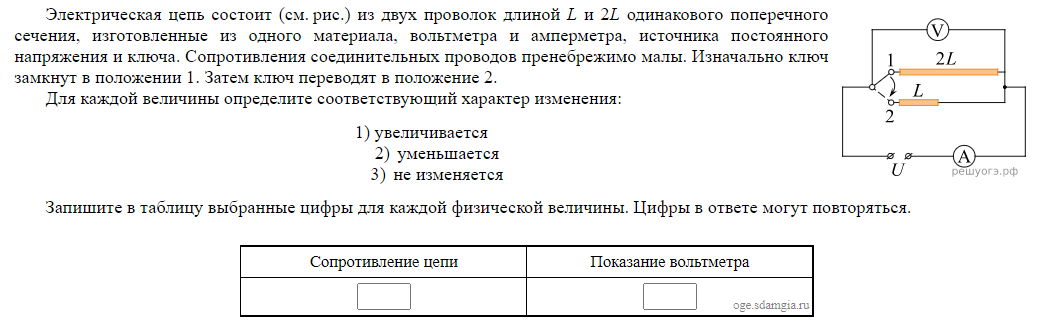 Электрическая цепь состоит (см. рис.) из двух проволок длиной L и 2L одинакового поперечного
сечения, изготовленные из одного материала, вольтметра и амперметра, источника постоянного
напряжения и ключа. Сопротивления соединительных проводов пренебрежимо малы. Изначально ключ
замкнут в положении 1. Затем ключ переводят в положение 2.
Для каждой величины определите соответствующий характер изменения:
1) увеличивается
2) уменьшается
3) не изменяется
Запишите в таблицу выбранные цифры для каждой физической величины. Цифры в ответе могут повторяться.
Сопротивление цепи
Показание вольтметра
oge.sdamgia.ru
V
1
2L
L
2
U
A
решуогэ.рф